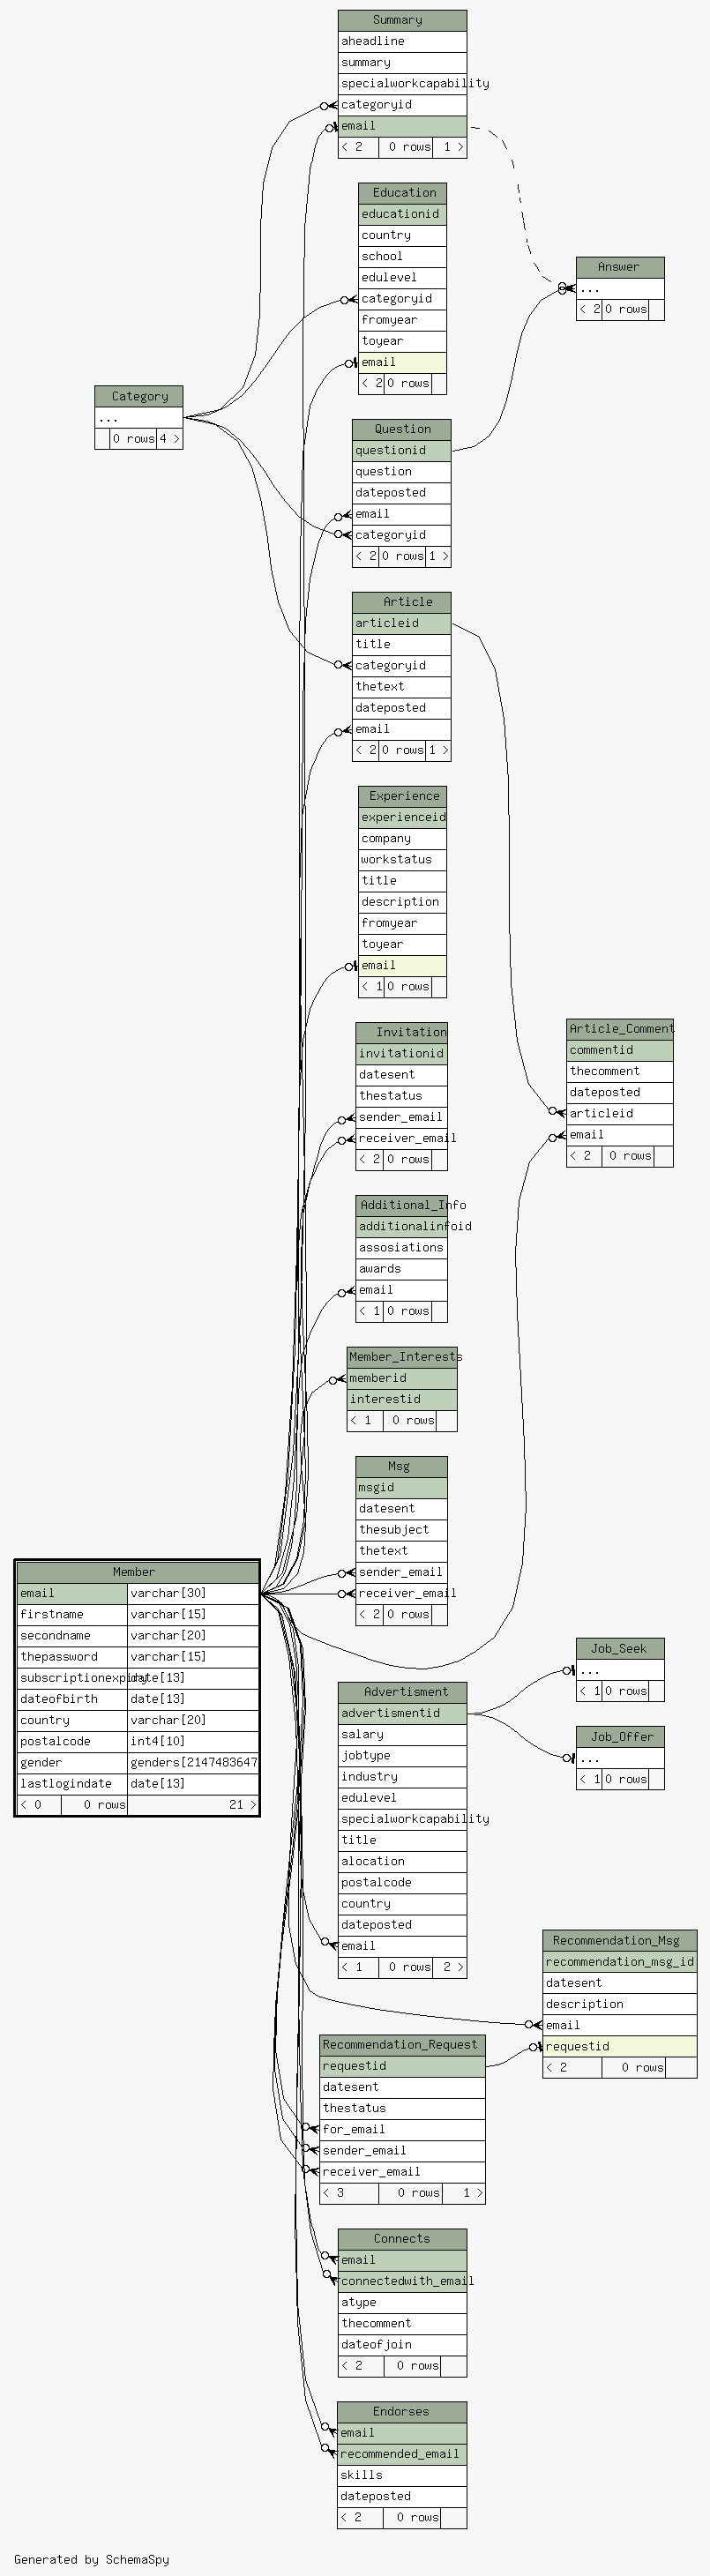 Summary
aheadline
summary
specialworkcapability
categoryid
email
< 2 0 rows 1 >
Education
educationid
country
school
edulevel
categoryid
fromyear
toyear
email
< 2 0 rows
Answer
...
< 2 0 rows
Category
...
0 rows 4 >
Question
questionid
question
dateposted
email
categoryid
< 2 0 rows 1 >
Article
articleid
title
categoryid
thetext
dateposted
email
< 2 0 rows 1 >
Experience
experienceid
company
workstatus
title
description
fromyear
toyear
email
< 1 0 rows
Invitation
invitationid
datesent
thestatus
sender_email
receiver_email
< 2 0 rows
Article_Comment
commentid
thecomment
dateposted
articleid
email
< 2 0 rows
Additional_Info
additionalinfoid
assosiations
awards
email
< 1 0 rows
Member_Interests
memberid
interestid
< 1 0 rows
Msg
msgid
datesent
thesubject
thetext
sender_email
receiver_email
< 2 0 rows
Member
email varchar[30]
firstname varchar[15]
secondname varchar[20]
thepassword varchar[15]
subscriptionexpiry date[13]
dateofbirth date[13]
country varchar[20]
postalcode int4[10]
gender genders[2147483647
lastlogindate date[13]
< 0 0 rows 21 >
Job_Seek
...
< 1 0 rows
Job_Offer
...
< 1 0 rows
Advertisment
advertismentid
salary
jobtype
industry
edulevel
specialworkcapability
title
alocation
postalcode
country
dateposted
email
< 1 0 rows 2 >
Recommendation_Msg
recommendation_msg_id
datesent
description
email
requestid
< 2 0 rows
Recommendation_Request
requestid
datesent
thestatus
for_email
sender_email
receiver_email
< 3 0 rows 1 >
Connects
email
connectedwith_email
atype
thecomment
dateofjoin
< 2 0 rows
Endorses
email
recommended_email
skills
dateposted
< 2 0 rows
Generated by SchemaSpy